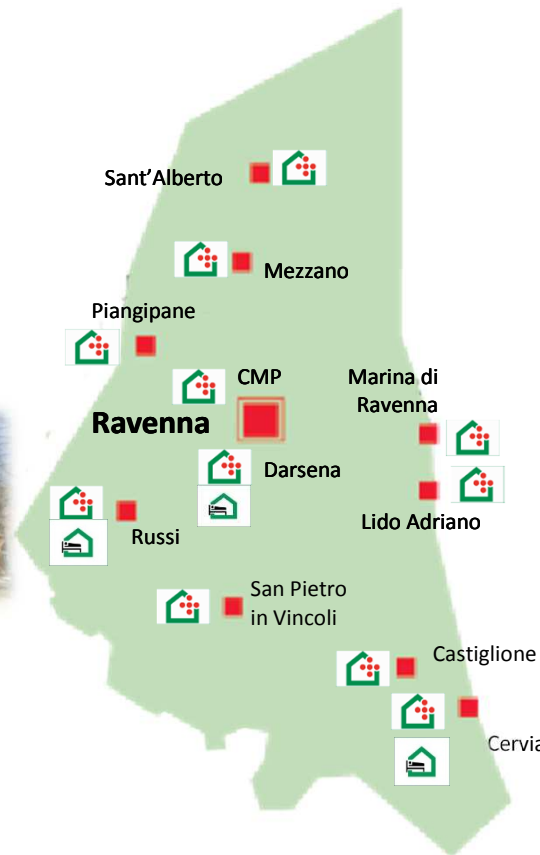 Sant'Alberto
Mezzano
Piangipane
CMP
Marina di
Ravenna
Ravenna
Darsena
Lido Adriano
Russi
San Pietro
in Vincoli
Castiglione
Cervia